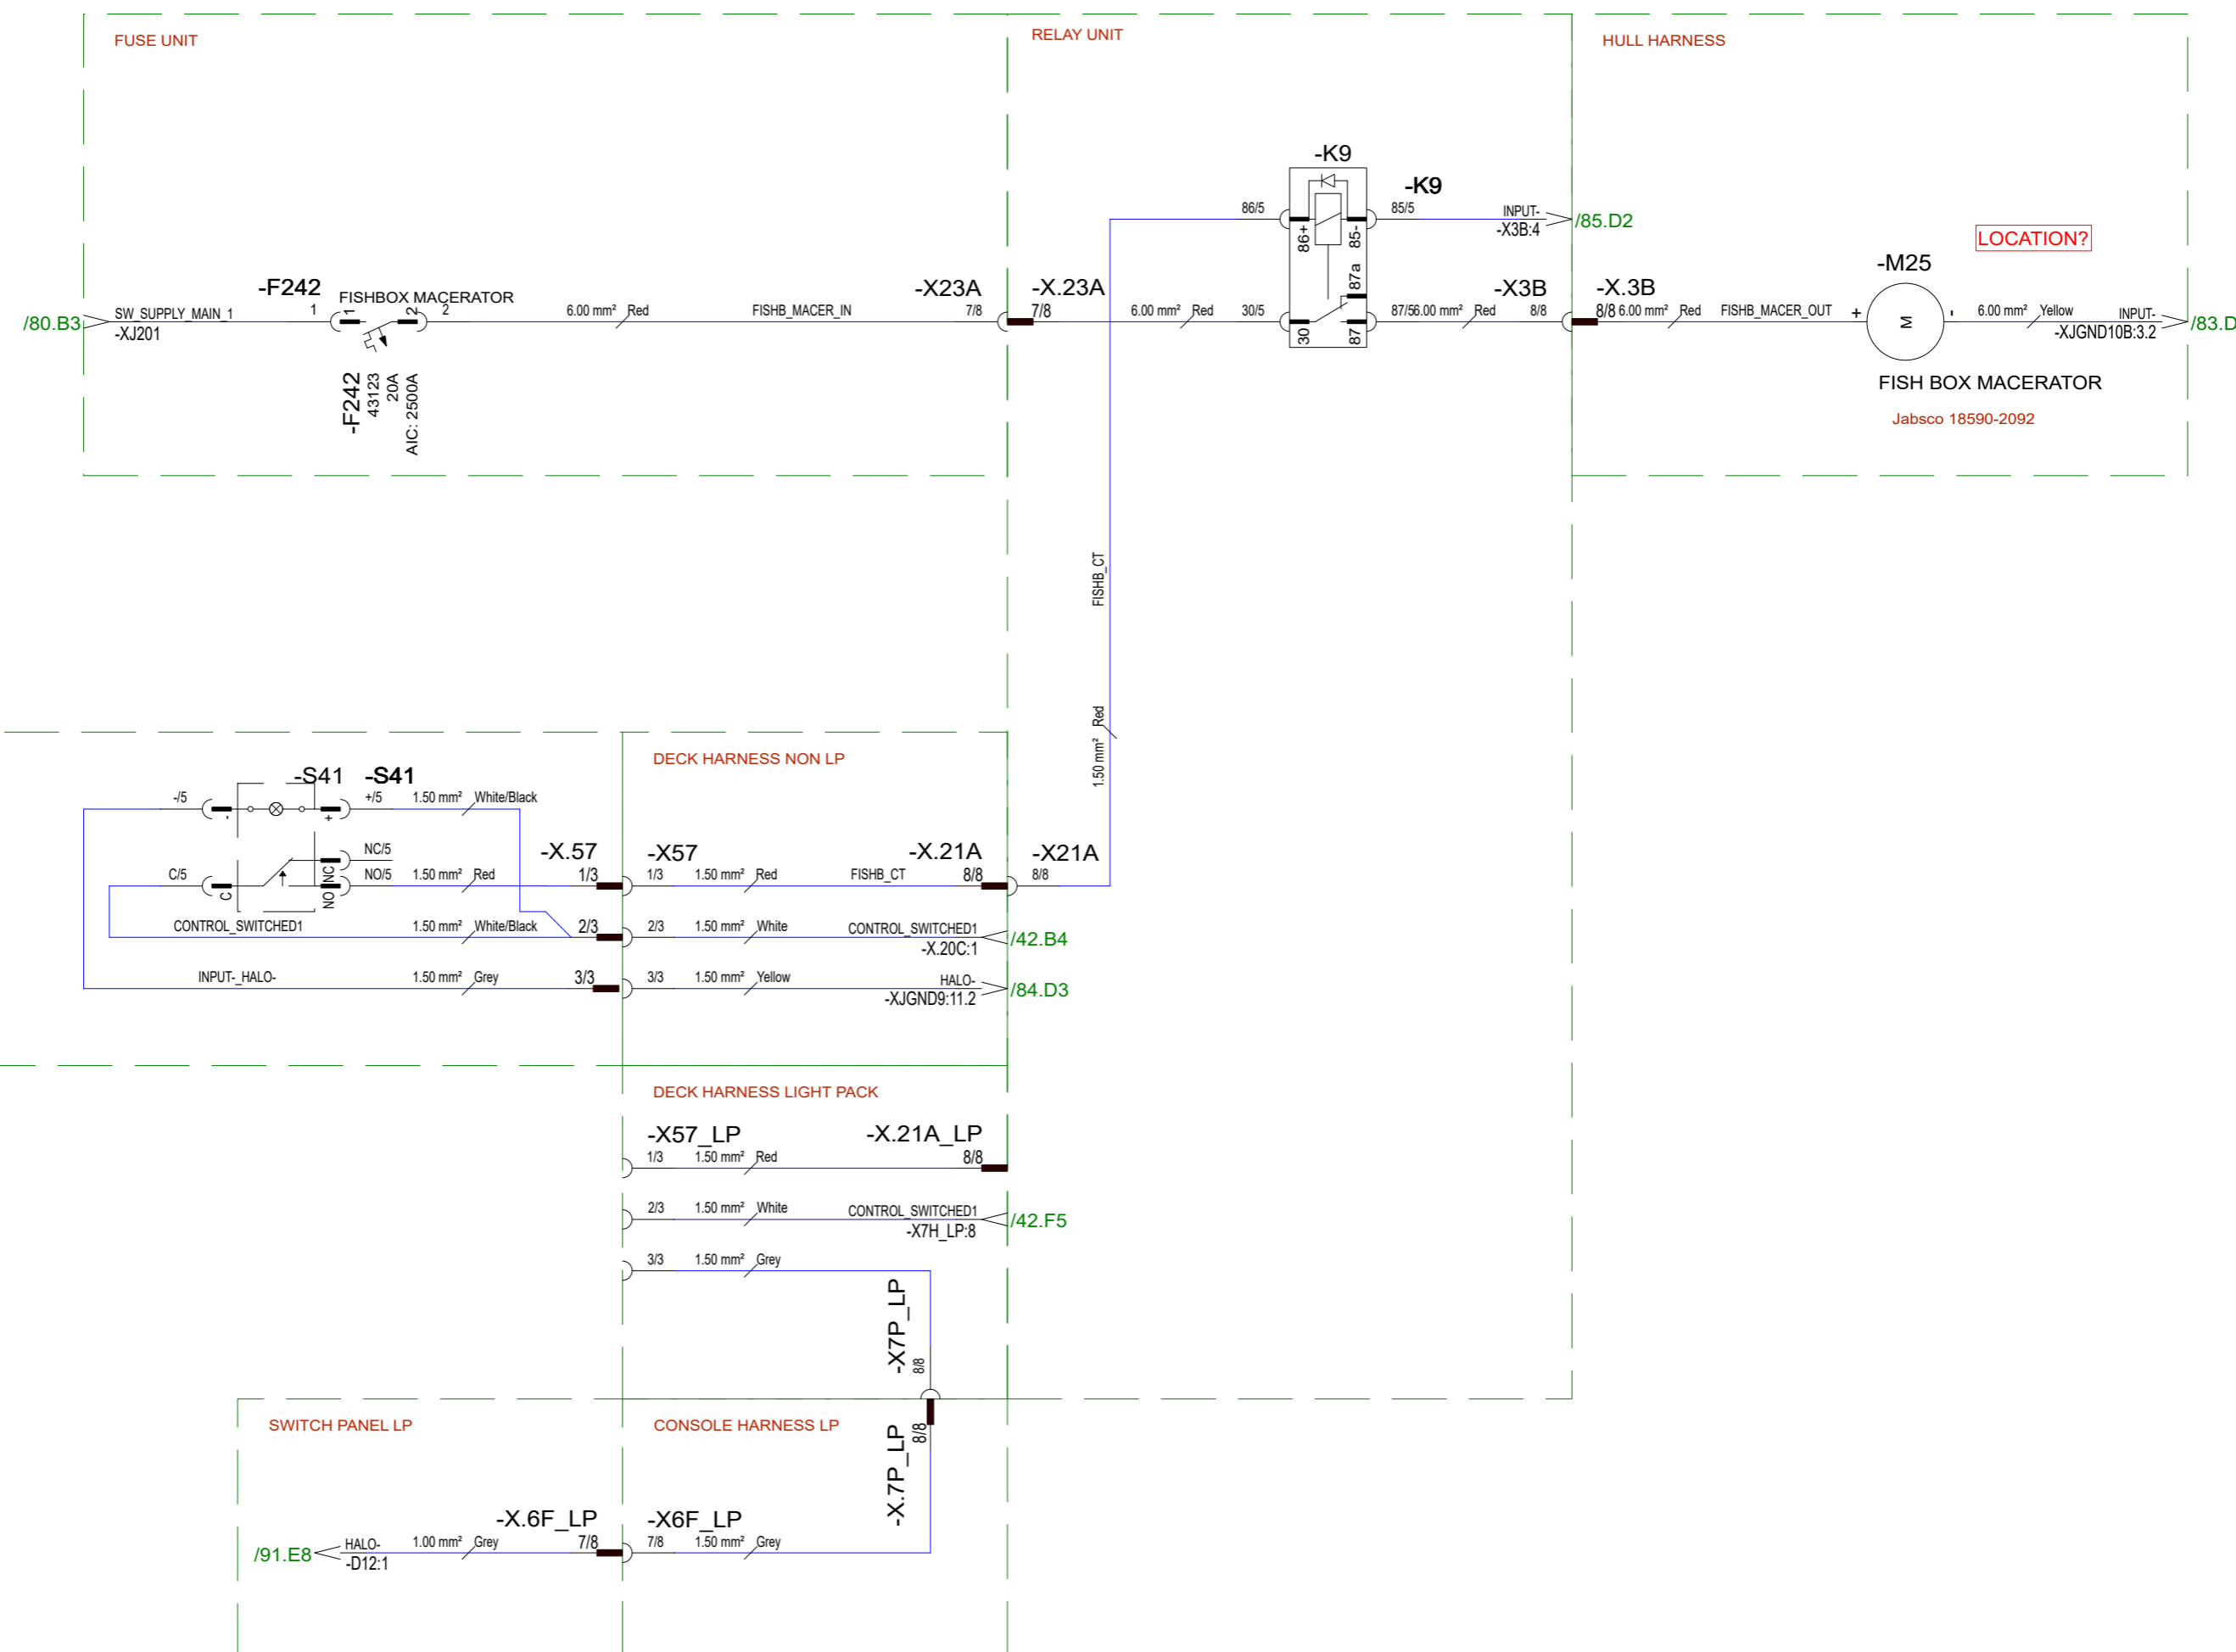 FUSE UNIT
RELAY UNIT
HULL HARNESS
-K9
-K9
86/5
86+
85-
85/5
INPUT-
-X3B:4
/85.D2
LOCATION?
/80.B3
SW_SUPPLY_MAIN_1
-XJ201
-F242
1
1
FISHBOX MACERATOR
2
2
-F242
43123
20A
AIC: 2500A
6.00 mm² Red
FISHB_MACER_IN
-X23A
7/8
-X.23A
7/8
6.00 mm² Red
30/5
30
87a
87
87/5
6.00 mm² Red
-X3B
8/8
-X.3B
8/8
6.00 mm² Red
FISHB_MACER_OUT
-M25
+
M
-
6.00 mm² Yellow
INPUT-
-XJGND10B:3.2
/83.D
FISH BOX MACERATOR
Jabsco 18590-2092
FISHB_CT
1.50 mm² Red
DECK HARNESS NON LP
-S41
-S41
-/5
-
+
+/5
1.50 mm² White/Black
C/5
C
NC
NO
NC/5
NO/5
1.50 mm² Red
-X.57
1/3
-X57
1/3
1.50 mm² Red
FISHB_CT
-X.21A
8/8
-X21A
8/8
CONTROL_SWITCHED1
1.50 mm² White/Black
2/3
2/3
1.50 mm² White
CONTROL_SWITCHED1
-X.20C:1
/42.B4
INPUT-_HALO-
1.50 mm² Grey
3/3
3/3
1.50 mm² Yellow
HALO-
-XJGND9:11.2
/84.D3
DECK HARNESS LIGHT PACK
-X57_LP
1/3
1.50 mm² Red
-X.21A_LP
8/8
2/3
1.50 mm² White
CONTROL_SWITCHED1
-X7H_LP:8
/42.F5
3/3
1.50 mm² Grey
-X7P_LP
8/8
SWITCH PANEL LP
CONSOLE HARNESS LP
-X.7P_LP
8/8
/91.E8
HALO-
-D12:1
1.00 mm² Grey
-X.6F_LP
7/8
-X6F_LP
7/8
1.50 mm² Grey